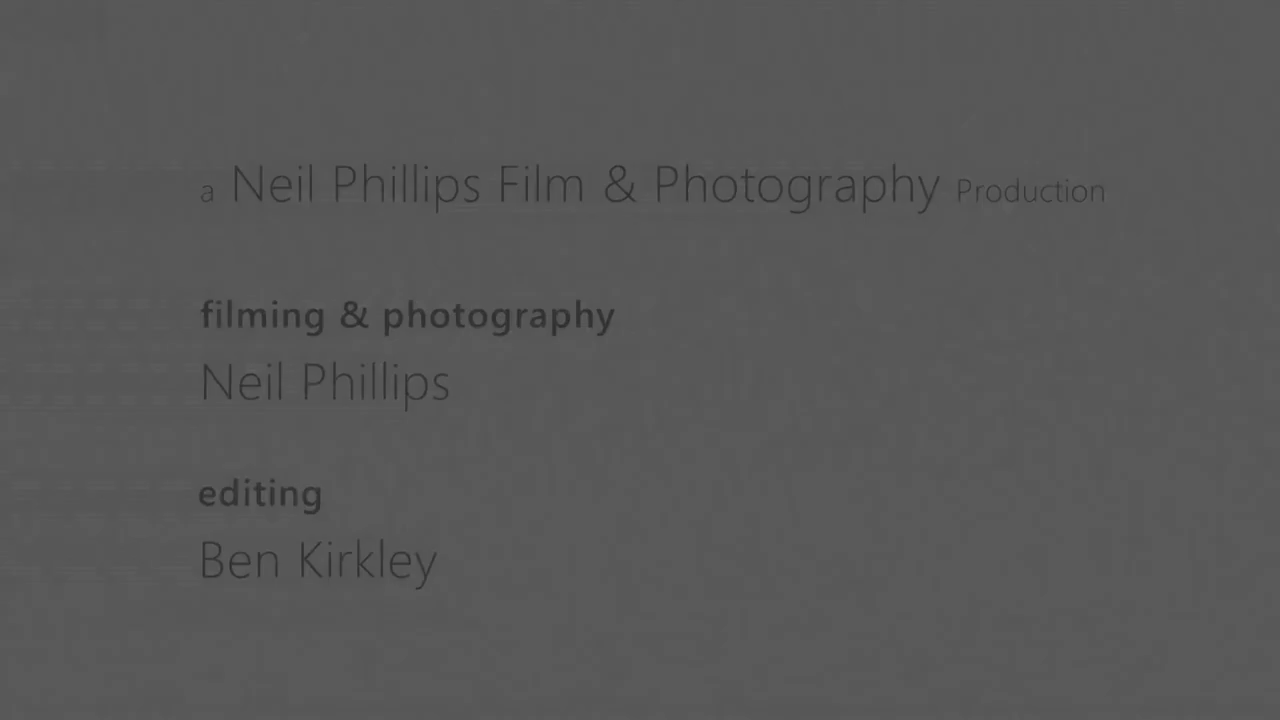 a Neil Phillips Film & Photography Production
filming & photography
Neil Phillips
editing
Ben Kirkley